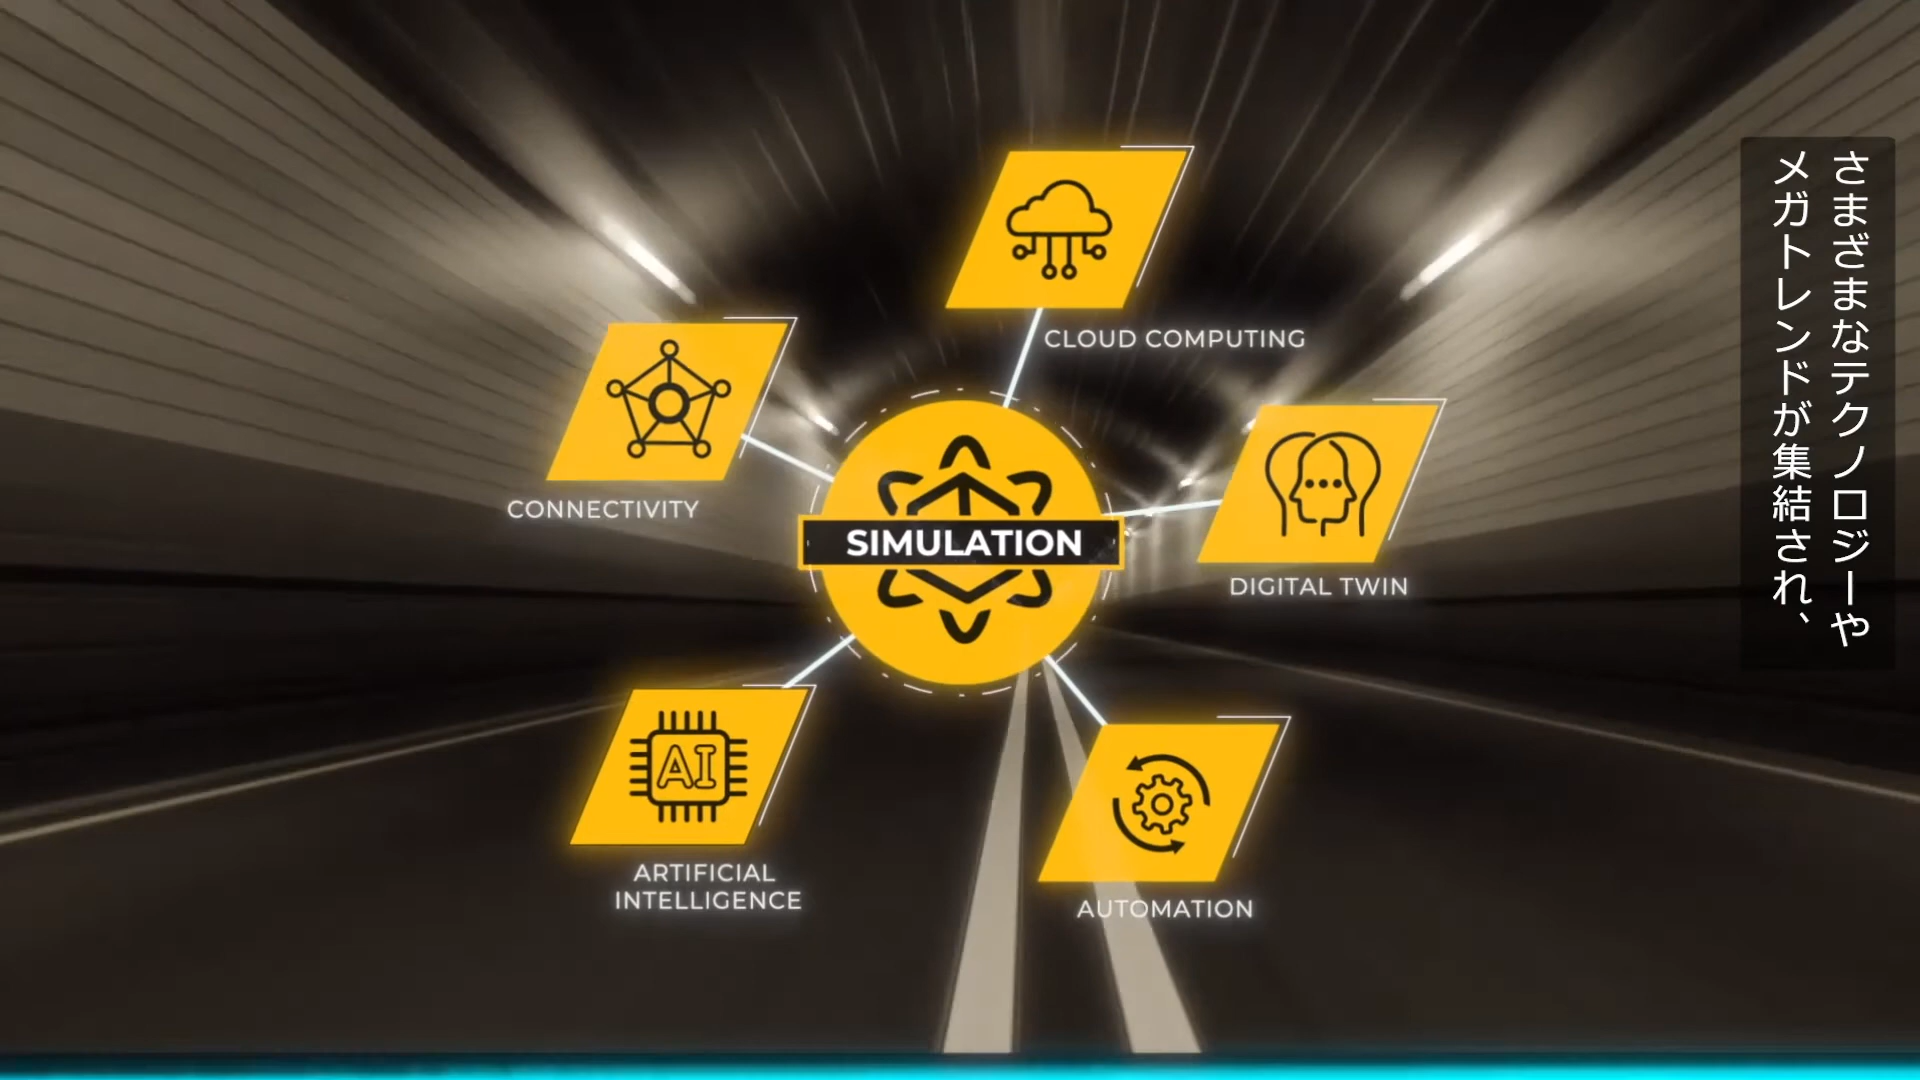 CLOUD COMPUTING
CONNECTIVITY
SIMULATION
DIGITAL TWIN
AI
ARTIFICIAL
INTELLIGENCE
AUTOMATION
さまざまなテクノロジーや
メガトレンドが集結され、